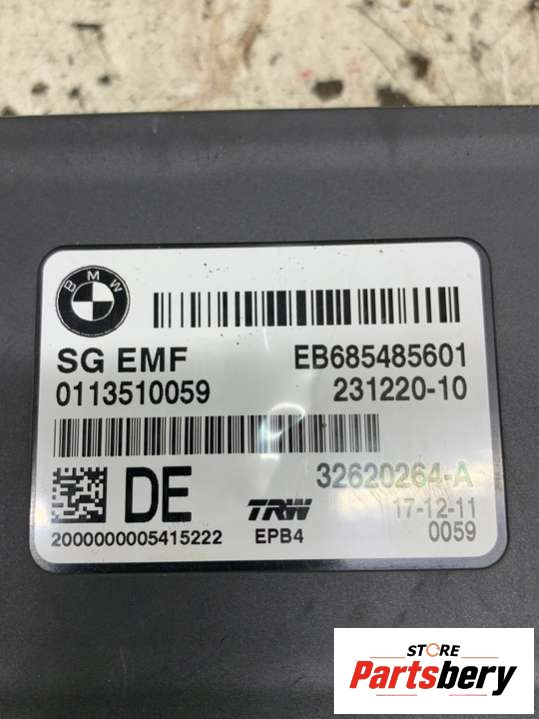 BMW
SG EMF EB685485601
0113510059 231220-10
32620264-A
DE TRW 17-12-11
2000000005415222 EPB4 0059
STORE
Partsbery